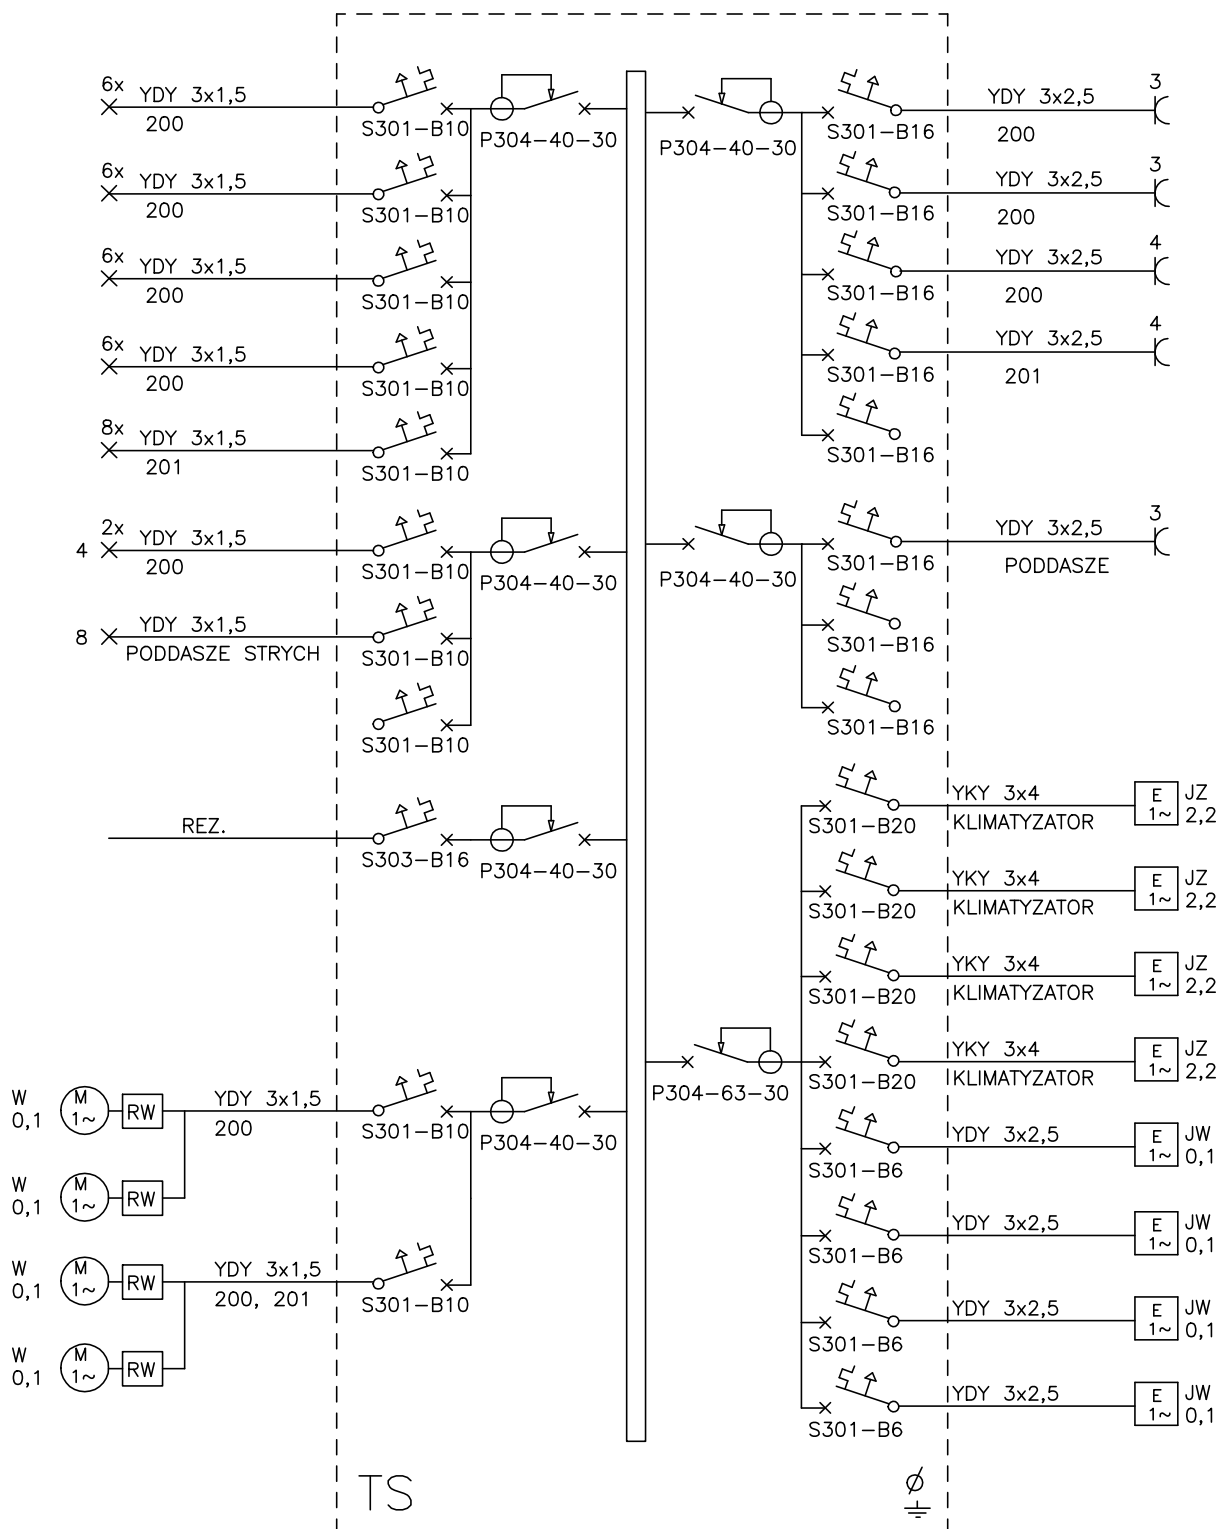 6x YDY 3x1,5
200
S301-B10
P304-40-30
6x YDY 3x1,5
200
S301-B10
6x YDY 3x1,5
200
S301-B10
6x YDY 3x1,5
200
S301-B10
8x YDY 3x1,5
201
S301-B10
2x YDY 3x1,5
4
200
S301-B10
P304-40-30
8 YDY 3x1,5
PODDASZE STRYCH
S301-B10
S301-B10
REZ.
S303-B16
P304-40-30
W
0,1
M
1~
RW
YDY 3x1,5
200
S301-B10
P304-40-30
W
0,1
M
1~
RW
W
0,1
M
1~
RW
YDY 3x1,5
200, 201
S301-B10
W
0,1
M
1~
RW
TS
P304-40-30
S301-B16
YDY 3x2,5
200
3
S301-B16
YDY 3x2,5
200
3
S301-B16
YDY 3x2,5
200
4
S301-B16
YDY 3x2,5
201
4
S301-B16
P304-40-30
S301-B16
YDY 3x2,5
PODDASZE
3
S301-B16
S301-B16
S301-B20
YKY 3x4
KLIMATYZATOR
E
1~
JZ
2,2
S301-B20
YKY 3x4
KLIMATYZATOR
E
1~
JZ
2,2
S301-B20
YKY 3x4
KLIMATYZATOR
E
1~
JZ
2,2
P304-63-30
S301-B20
YKY 3x4
KLIMATYZATOR
E
1~
JZ
2,2
S301-B6
YDY 3x2,5
E
1~
JW
0,1
S301-B6
YDY 3x2,5
E
1~
JW
0,1
S301-B6
YDY 3x2,5
E
1~
JW
0,1
S301-B6
YDY 3x2,5
E
1~
JW
0,1